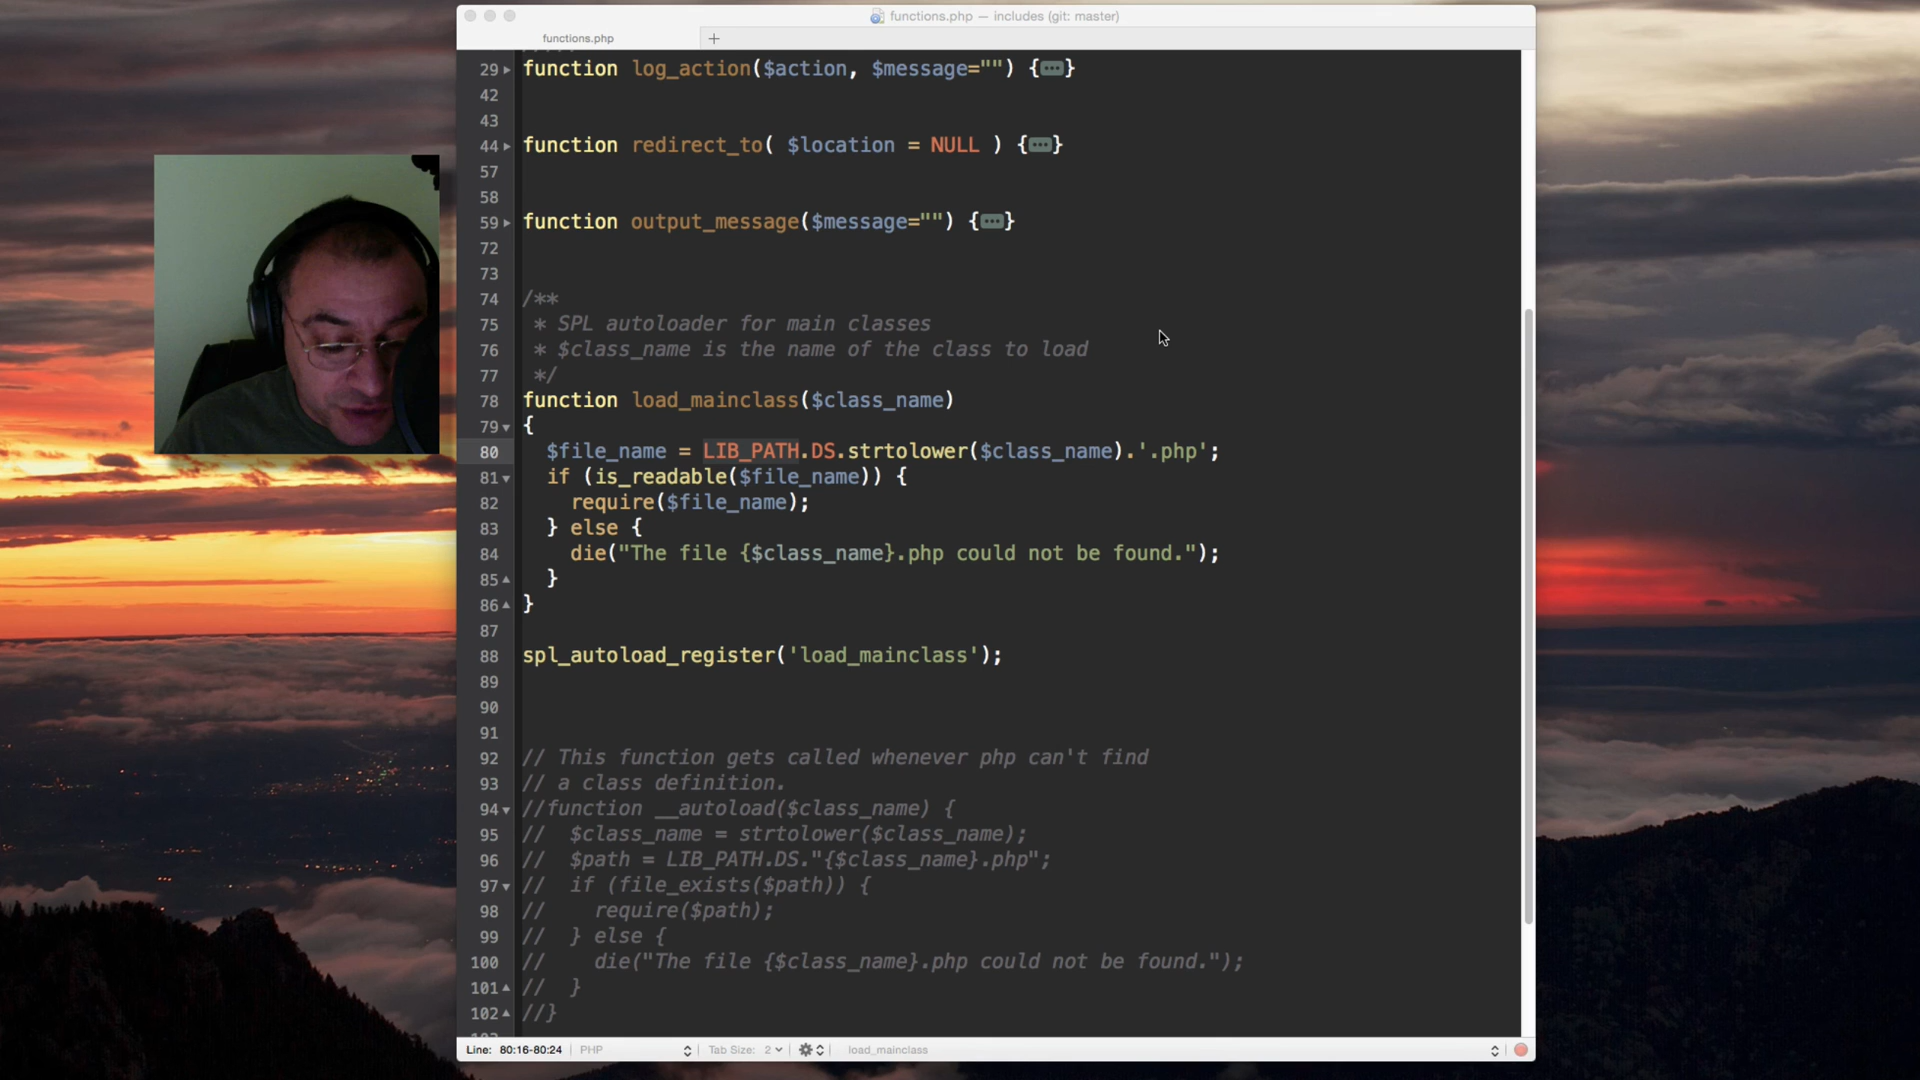 functions.php — includes (git: master)
functions.php
29 function log_action($action, $message="") {...}
42
43
44 function redirect_to( $location = NULL ) {...}
57
58
59 function output_message($message="") {...}
72
73
74 /**
75  * SPL autoloader for main classes
76  * $class_name is the name of the class to load
77  */
78 function load_mainclass($class_name)
79 {
80   $file_name = LIB_PATH.DS.strtolower($class_name).'.php';
81   if (is_readable($file_name)) {
82     require($file_name);
83   } else {
84     die("The file {$class_name}.php could not be found.");
85   }
86 }
87
88 spl_autoload_register('load_mainclass');
89
90
91
92 // This function gets called whenever php can't find
93 // a class definition.
94 //function __autoload($class_name) {
95 //  $class_name = strtolower($class_name);
96 //  $path = LIB_PATH.DS."{$class_name}.php";
97 //  if (file_exists($path)) {
98 //    require($path);
99 //  } else {
100 //    die("The file {$class_name}.php could not be found.");
101 //  }
102 //}
Line: 80:16-80:24 PHP Tab Size: 2 load_mainclass